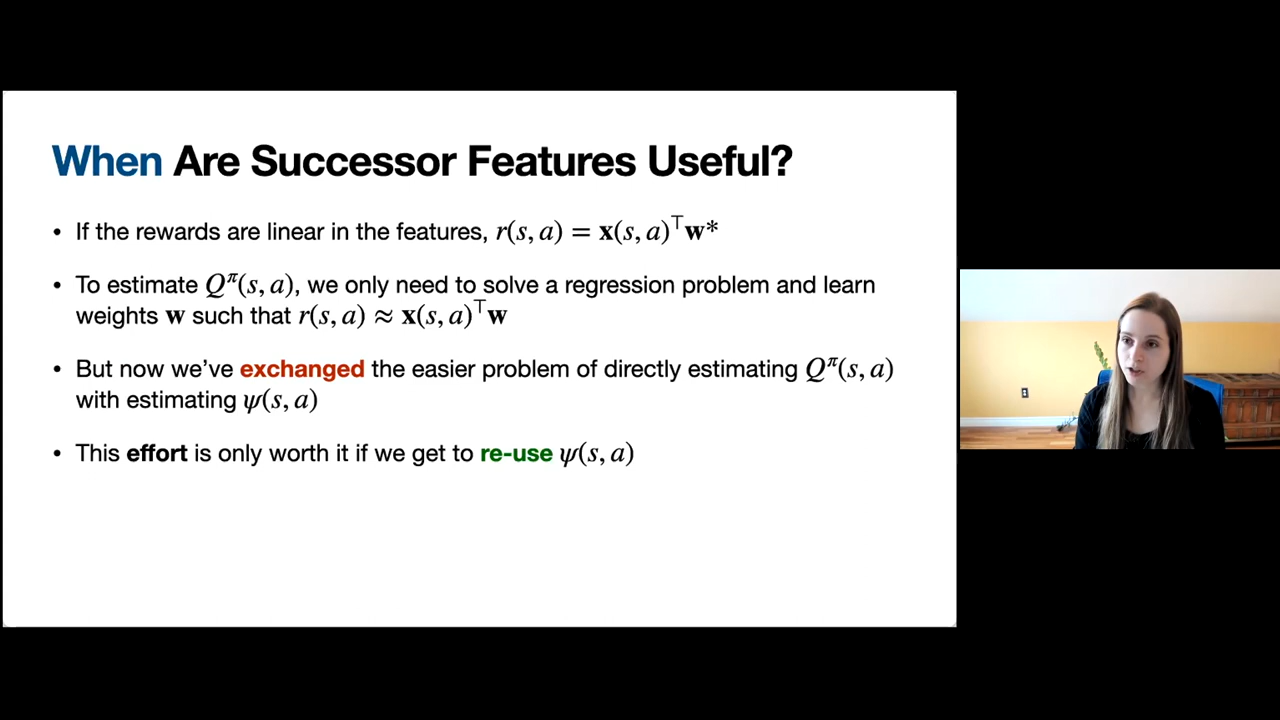 When Are Successor Features Useful?
• If the rewards are linear in the features, r(s, a) = x(s, a)⊤w*
• To estimate Qπ(s, a), we only need to solve a regression problem and learn
weights w such that r(s, a) ≈ x(s, a)⊤w
• But now we’ve exchanged the easier problem of directly estimating Qπ(s, a)
with estimating ψ(s, a)
• This effort is only worth it if we get to re-use ψ(s, a)